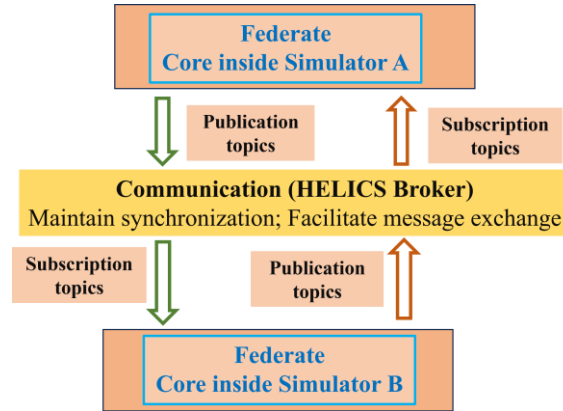 Federate
Core inside Simulator A
Publication
topics
Subscription
topics
Communication (HELICS Broker)
Maintain synchronization; Facilitate message exchange
Subscription
topics
Publication
topics
Federate
Core inside Simulator B